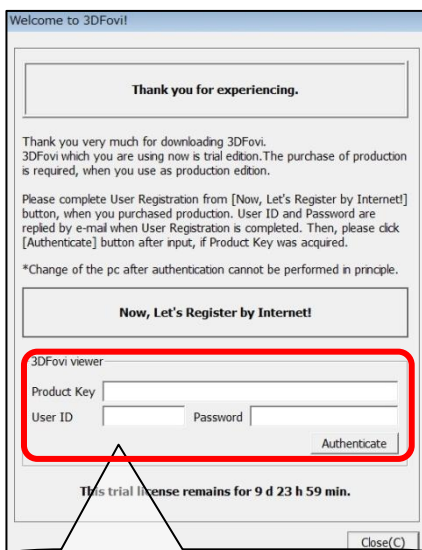 Welcome to 3DFovi!
Thank you for experiencing.
Thank you very much for downloading 3DFovi.
3DFovi which you are using now is trial edition.The purchase of production
is required, when you use as production edition.
Please complete User Registration from [Now, Let's Register by Internet!]
button, when you purchased production. User ID and Password are
replied by e-mail when User Registration is completed. Then, please click
[Authenticate] button after input, if Product Key was acquired.
*Change of the pc after authentication cannot be performed in principle.
Now, Let's Register by Internet!
3DFovi viewer
Product Key
User ID Password
Authenticate
This trial license remains for 9 d 23 h 59 min.
Close(C)